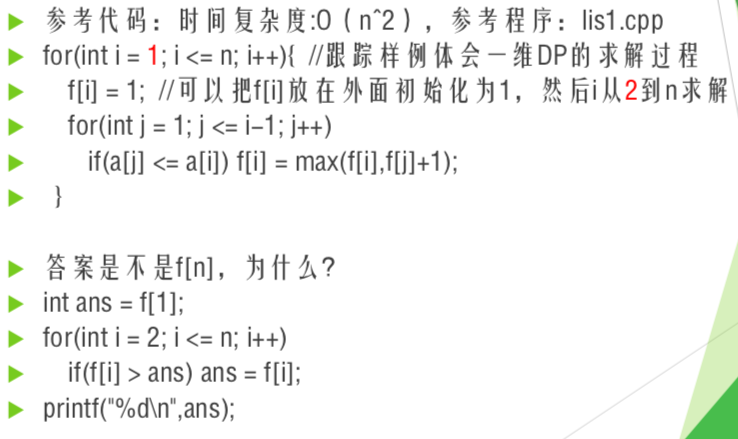 参考代码：时间复杂度:O（n^2），参考程序：lis1.cpp
for(int i = 1; i <= n; i++){ //跟踪样例体会一维DP的求解过程
f[i] = 1; //可以把f[i]放在外面初始化为1，然后i从2到n求解
for(int j = 1; j <= i-1; j++)
if(a[j] <= a[i]) f[i] = max(f[i],f[j]+1);
}
答案是不是f[n]，为什么?
int ans = f[1];
for(int i = 2; i <= n; i++)
if(f[i] > ans) ans = f[i];
printf("%d\n",ans);